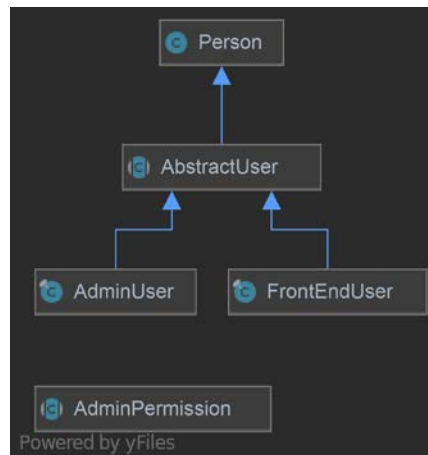 Person
AbstractUser
AdminUser
FrontEndUser
AdminPermission
Powered by yFiles